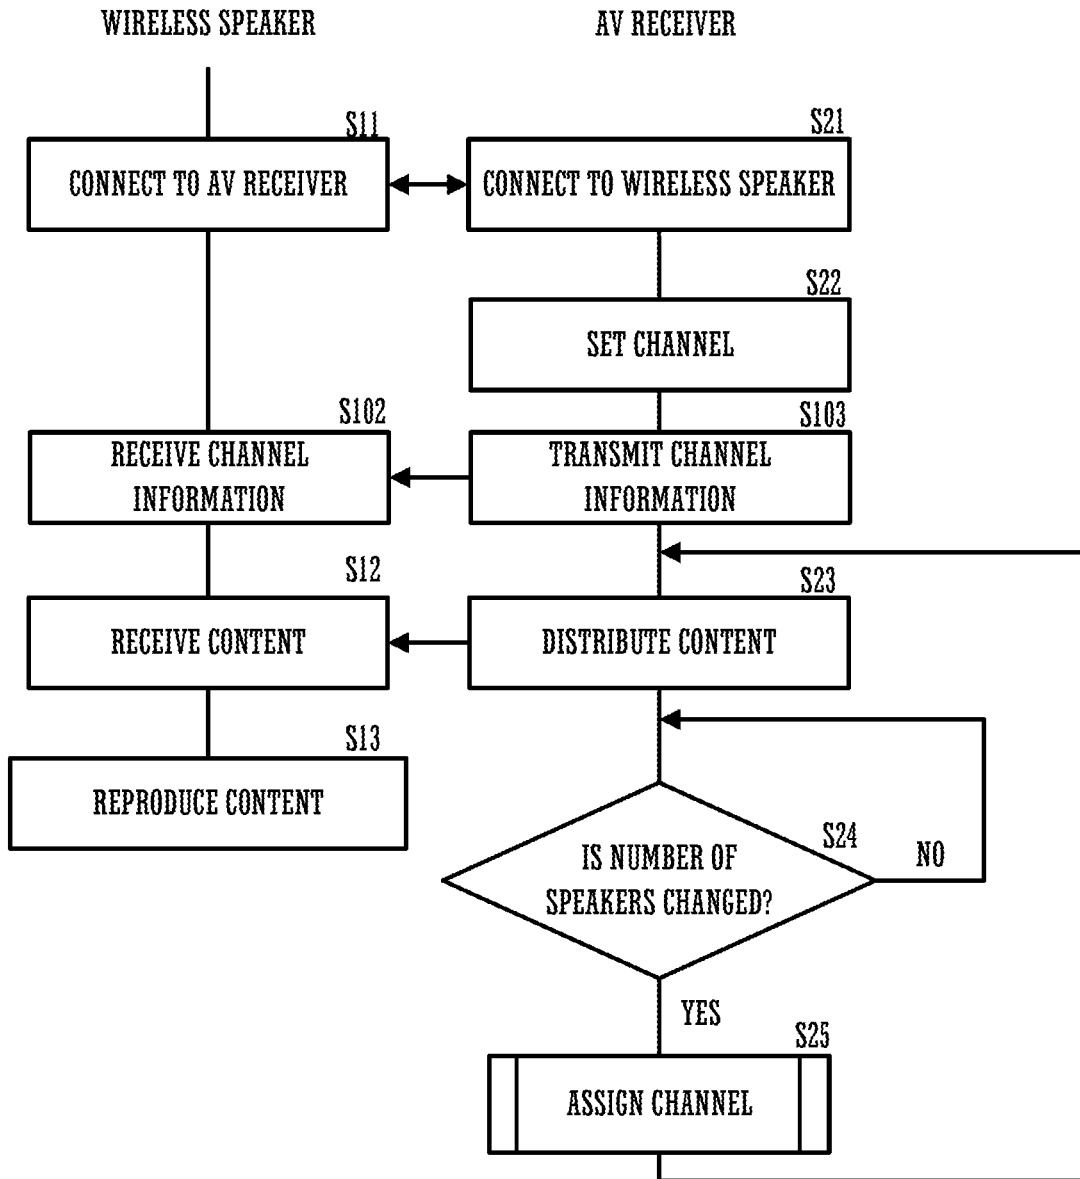 WIRELESS SPEAKER
AV RECEIVER
S11
S21
CONNECT TO AV RECEIVER
CONNECT TO WIRELESS SPEAKER
S22
SET CHANNEL
S102
S103
RECEIVE CHANNEL
INFORMATION
TRANSMIT CHANNEL
INFORMATION
S12
S23
RECEIVE CONTENT
DISTRIBUTE CONTENT
S13
REPRODUCE CONTENT
S24
IS NUMBER OF
SPEAKERS CHANGED?
NO
YES
S25
ASSIGN CHANNEL